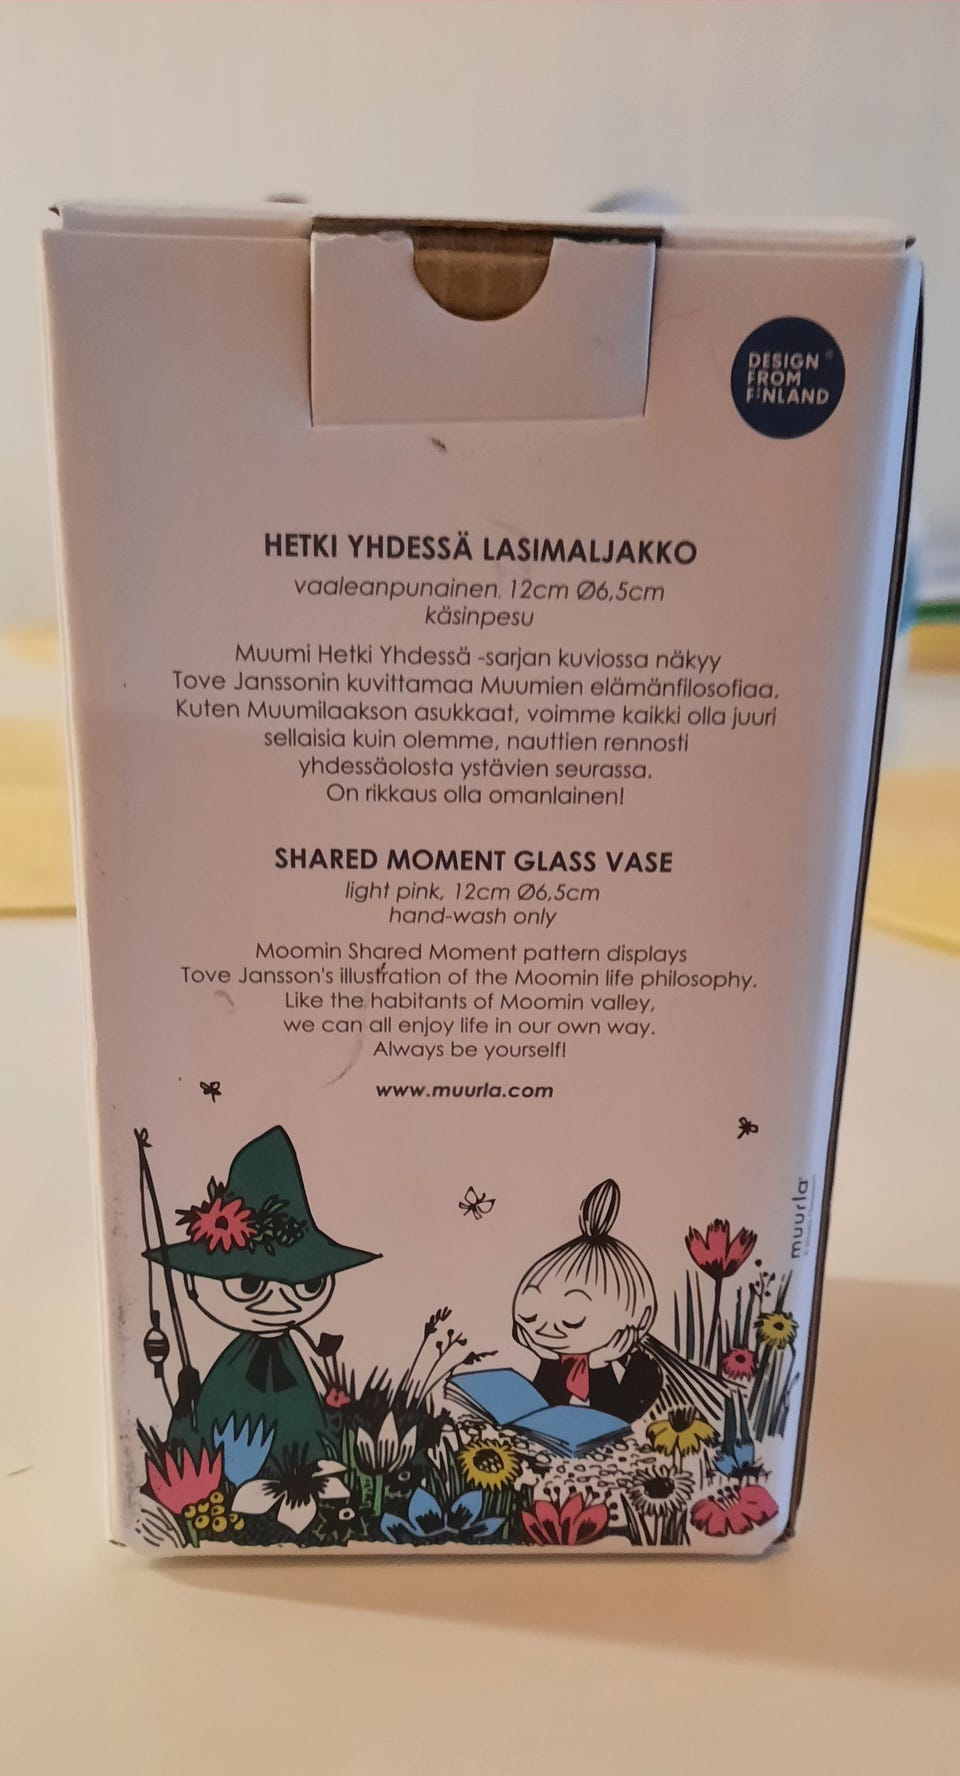 DESIGN
FROM
FINLAND
HETKI YHDESSÄ LASIMALJAKKO
vaaleanpunainen, 12cm Ø6,5cm
käsinpesu
Muumi Hetki Yhdessä -sarjan kuviossa näkyy
Tove Janssonin kuvittamaa Muumien elämänfilosofiaa.
Kuten Muumilaakson asukkaat, voimme kaikki olla juuri
sellaisia kuin olemme, nauttien rennosti
yhdessäolosta ystävien seurassa.
On rikkaus olla omanlainen!
SHARED MOMENT GLASS VASE
light pink, 12cm Ø6,5cm
hand-wash only
Moomin Shared Moment pattern displays
Tove Jansson's illustration of the Moomin life philosophy.
Like the habitants of Moomin valley,
we can all enjoy life in our own way.
Always be yourself!
www.muurla.com
muurla